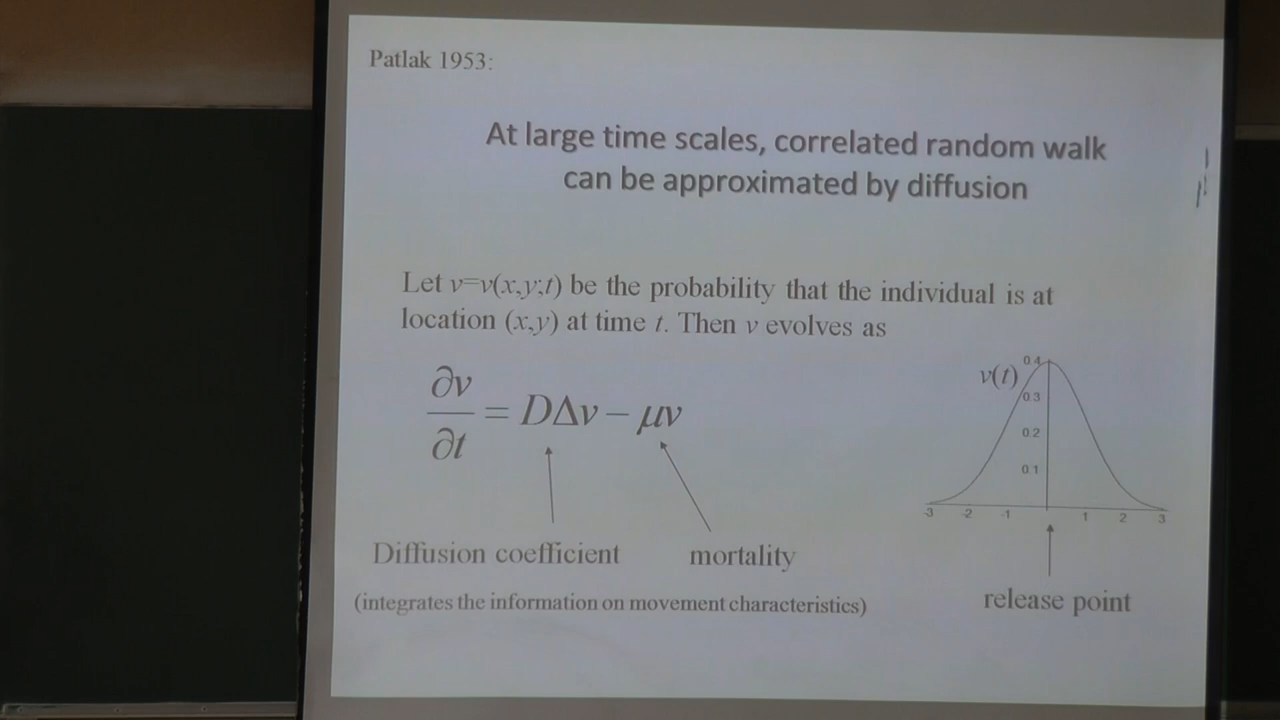 Patlak 1953:
At large time scales, correlated random walk
can be approximated by diffusion
Let v=v(x,y;t) be the probability that the individual is at
location (x,y) at time t. Then v evolves as
∂v/∂t = DΔv − μv
Diffusion coefficient
mortality
(integrates the information on movement characteristics)
v(t)
0.4
0.3
0.2
0.1
-3 -2 -1 1 2 3
release point